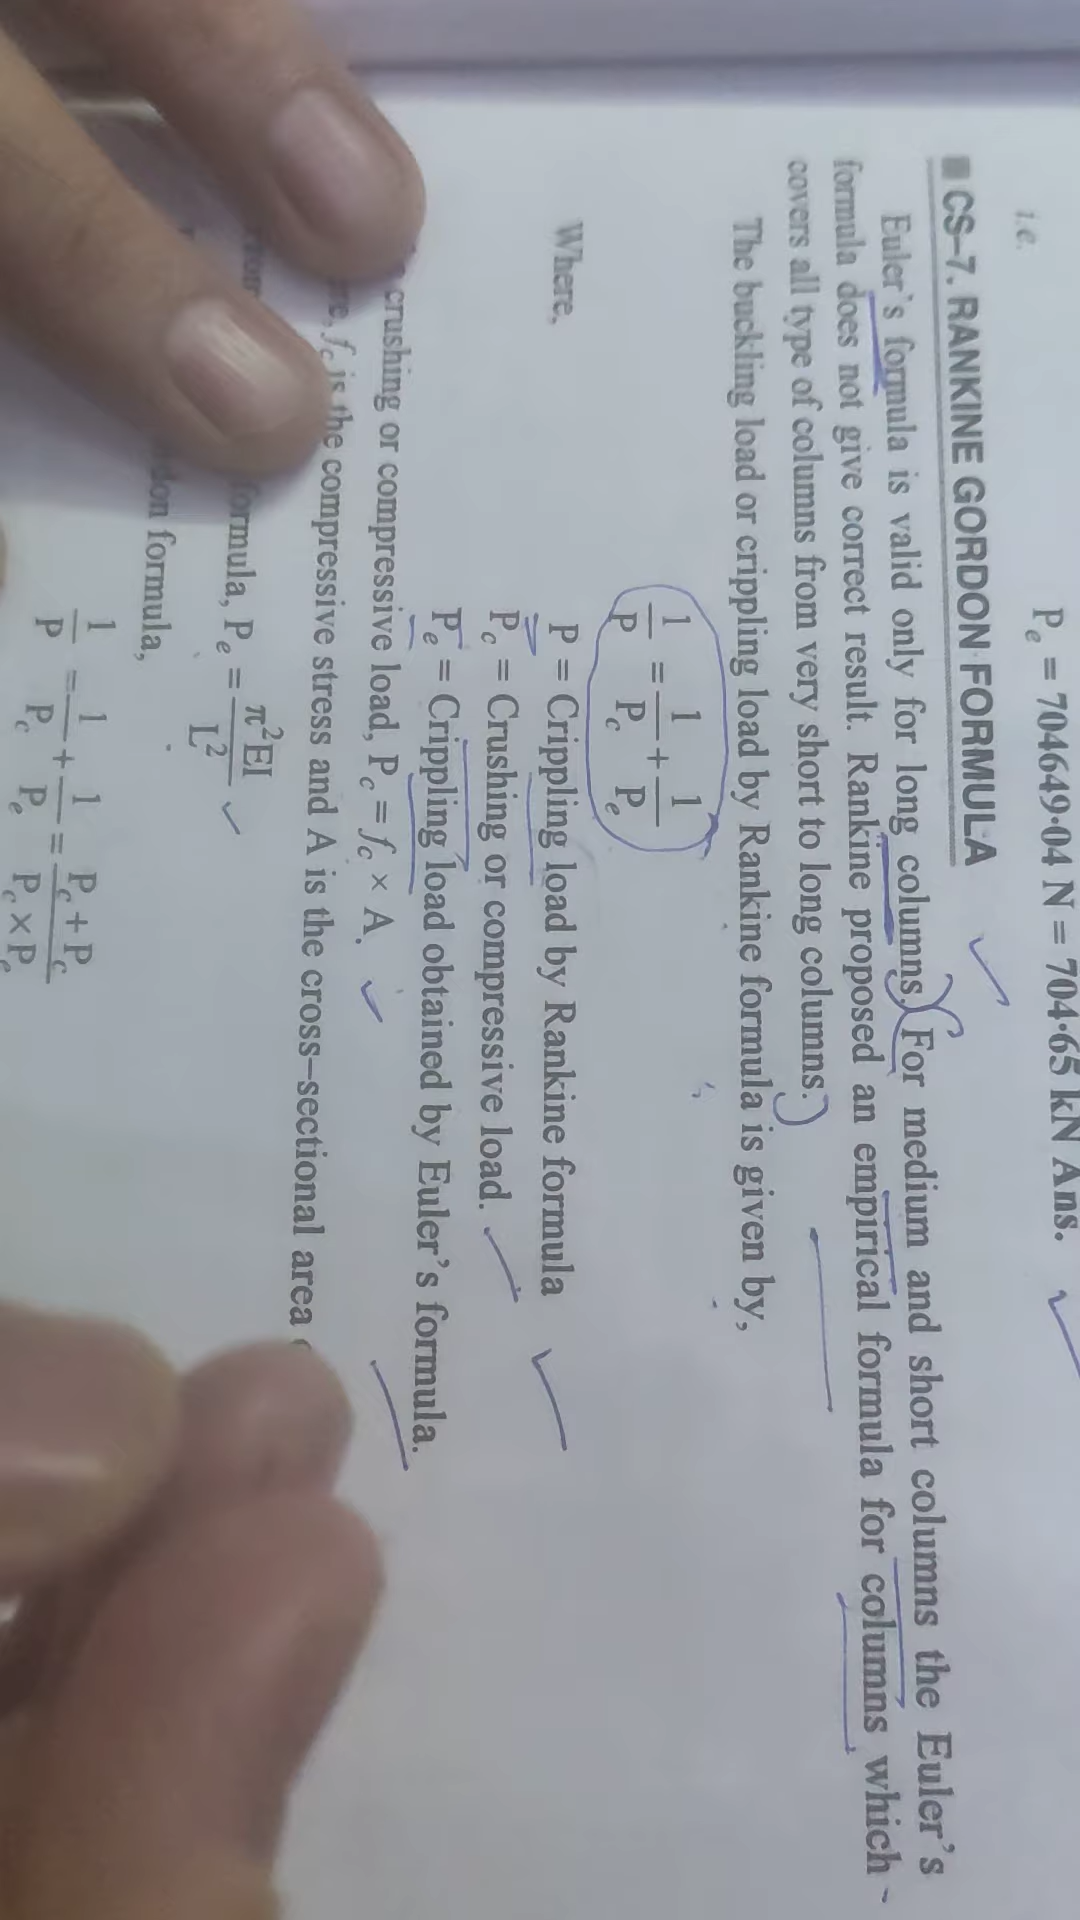 i.e.
Pe = 704649·04 N = 704·65 kN Ans.
CS–7. RANKINE GORDON FORMULA
Euler's formula is valid only for long columns. For medium and short columns the Euler's
formula does not give correct result. Rankine proposed an empirical formula for columns which
covers all type of columns from very short to long columns.
The buckling load or crippling load by Rankine formula is given by,
1/P = 1/Pc + 1/Pe
Where,
P = Crippling load by Rankine formula
Pc = Crushing or compressive load.
Pe = Crippling load obtained by Euler's formula.
crushing or compressive load, Pc = fc × A.
fc is the compressive stress and A is the cross–sectional area
formula, Pe = π²EI/L²
formula,
1/P = 1/Pc + 1/Pe = Pe + Pc/Pc × Pe